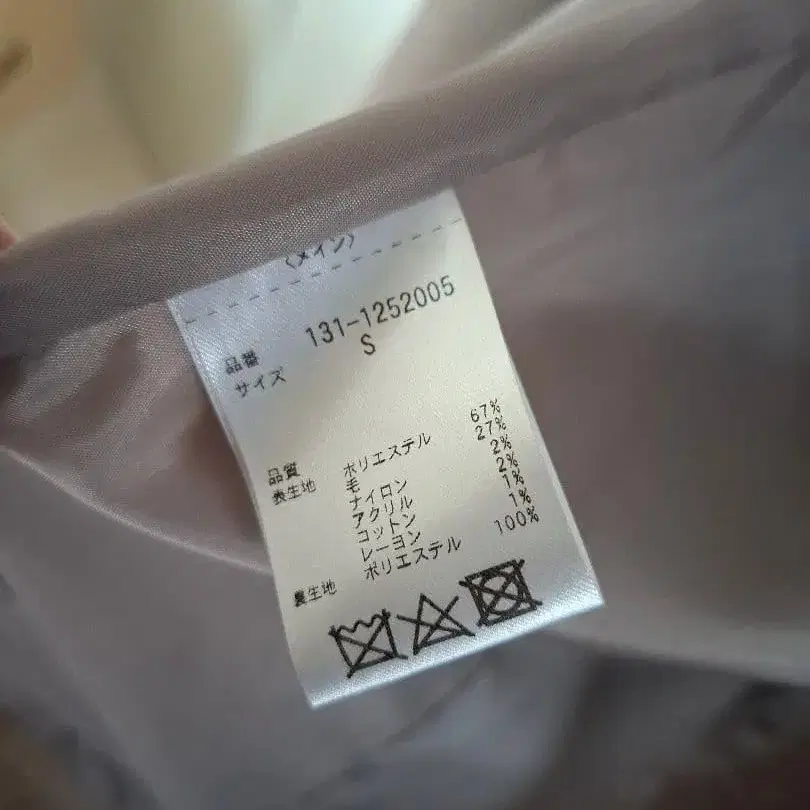 〈メイン〉
品番 131-1252005
サイズ S
品質
表生地 ポリエステル 67%
毛 27%
ナイロン 2%
アクリル 2%
コットン 1%
レーヨン 1%
裏生地 ポリエステル 100%